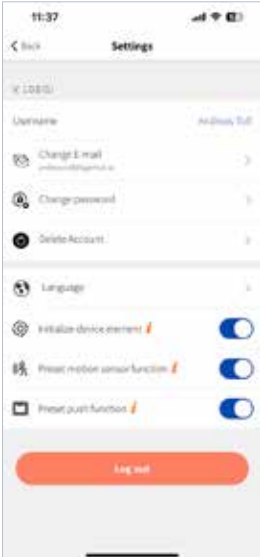 11:37
Back
Settings
Username
Change E-mail
Change password
Delete Account
Language
Initialize device element i
Preset motion sensor function i
Preset push function i
Log out